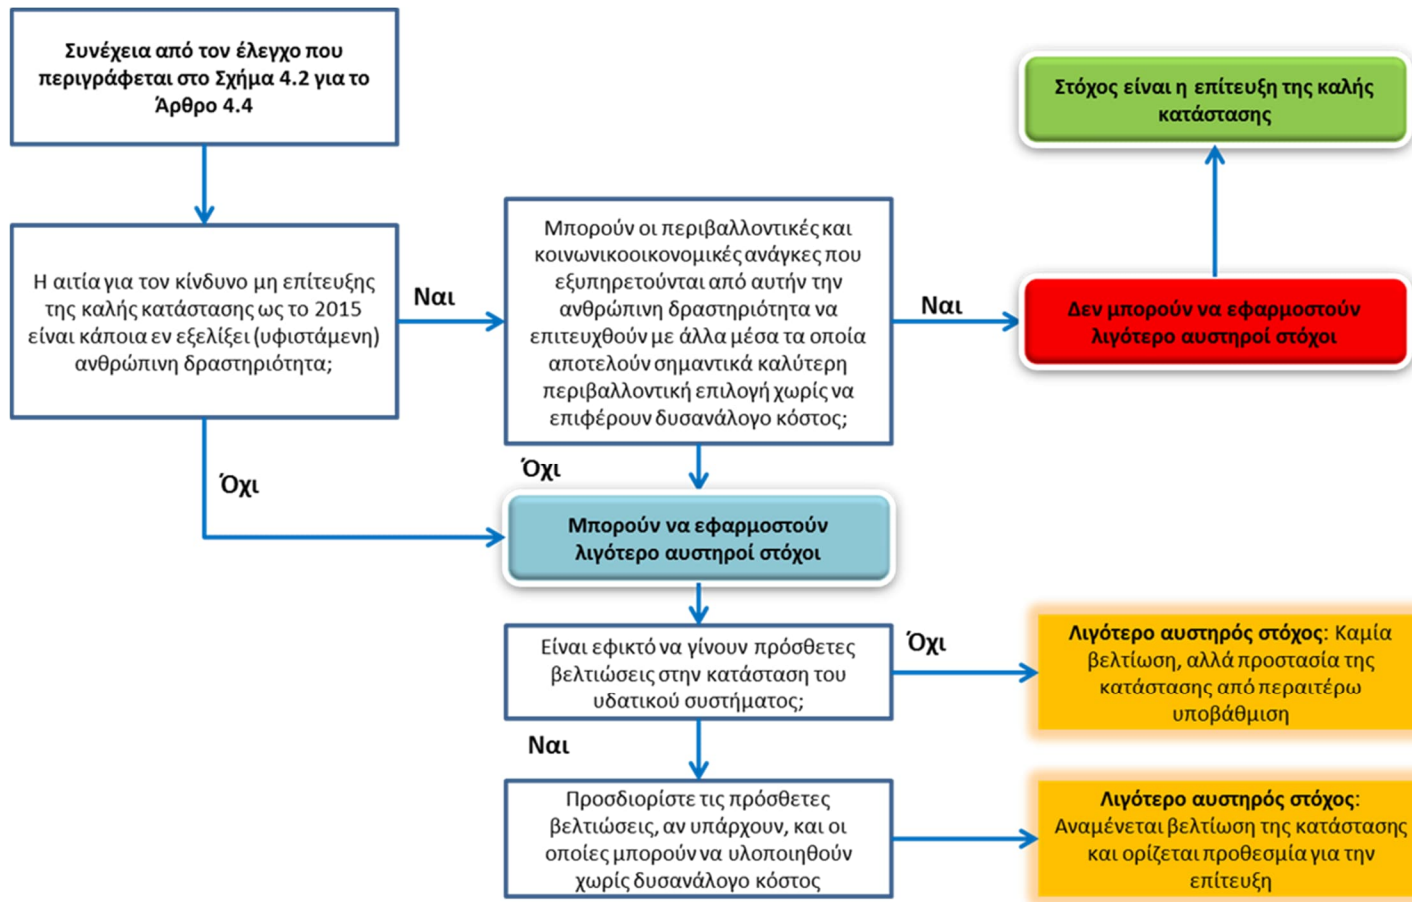 Συνέχεια από τον έλεγχο που
περιγράφεται στο Σχήμα 4.2 για το
Άρθρο 4.4
Στόχος είναι η επίτευξη της καλής
κατάστασης
Η αιτία για τον κίνδυνο μη επίτευξης
της καλής κατάστασης ως το 2015
είναι κάποια εν εξελίξει (υφιστάμενη)
ανθρώπινη δραστηριότητα;
Ναι
Μπορούν οι περιβαλλοντικές και
κοινωνικοοικονομικές ανάγκες που
εξυπηρετούνται από αυτήν την
ανθρώπινη δραστηριότητα να
επιτευχθούν με άλλα μέσα τα οποία
αποτελούν σημαντικά καλύτερη
περιβαλλοντική επιλογή χωρίς να
επιφέρουν δυσανάλογο κόστος;
Ναι
Δεν μπορούν να εφαρμοστούν
λιγότερο αυστηροί στόχοι
Όχι
Όχι
Μπορούν να εφαρμοστούν
λιγότερο αυστηροί στόχοι
Είναι εφικτό να γίνουν πρόσθετες
βελτιώσεις στην κατάσταση του
υδατικού συστήματος;
Όχι
Λιγότερο αυστηρός στόχος: Καμία
βελτίωση, αλλά προστασία της
κατάστασης από περαιτέρω
υποβάθμιση
Ναι
Προσδιορίστε τις πρόσθετες
βελτιώσεις, αν υπάρχουν, και οι
οποίες μπορούν να υλοποιηθούν
χωρίς δυσανάλογο κόστος
Λιγότερο αυστηρός στόχος:
Αναμένεται βελτίωση της κατάστασης
και ορίζεται προθεσμία για την
επίτευξη